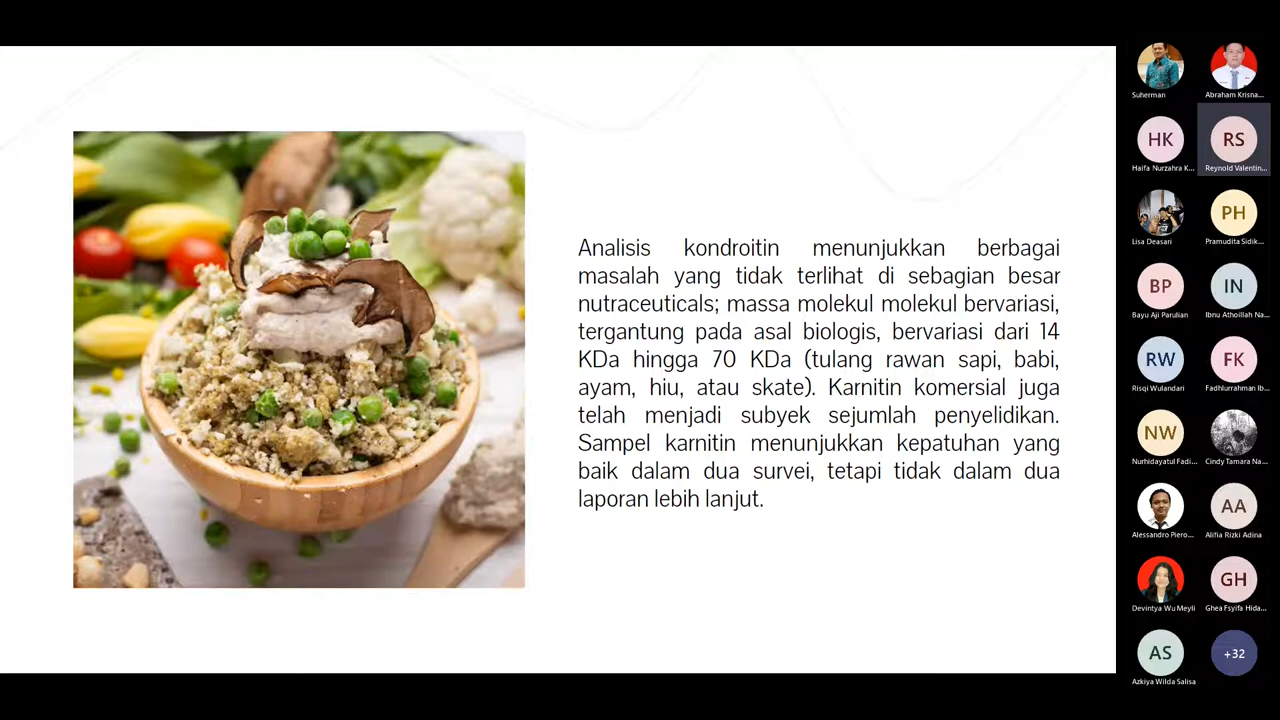 Analisis kondroitin menunjukkan berbagai
masalah yang tidak terlihat di sebagian besar
nutraceuticals; massa molekul molekul bervariasi,
tergantung pada asal biologis, bervariasi dari 14
KDa hingga 70 KDa (tulang rawan sapi, babi,
ayam, hiu, atau skate). Karnitin komersial juga
telah menjadi subyek sejumlah penyelidikan.
Sampel karnitin menunjukkan kepatuhan yang
baik dalam dua survei, tetapi tidak dalam dua
laporan lebih lanjut.
Suherman
Abraham Krisna...
HK
Haifa Nurzahra K...
RS
Reynold Valentin...
Lisa Deasari
PH
Pramudita Sidik...
BP
Bayu Aji Parulian
IN
Ibnu Athoillah Na...
RW
Risqi Wulandari
FK
Fadhlurrahman Ib...
NW
Nurhidayatul Fadi...
Cindy Tamara Na...
Alessandro Piero...
AA
Alifia Rizki Adina
Devintya Wu Meyli
GH
Ghea Fsyifa Hida...
AS
Azkiya Wilda Salisa
+32